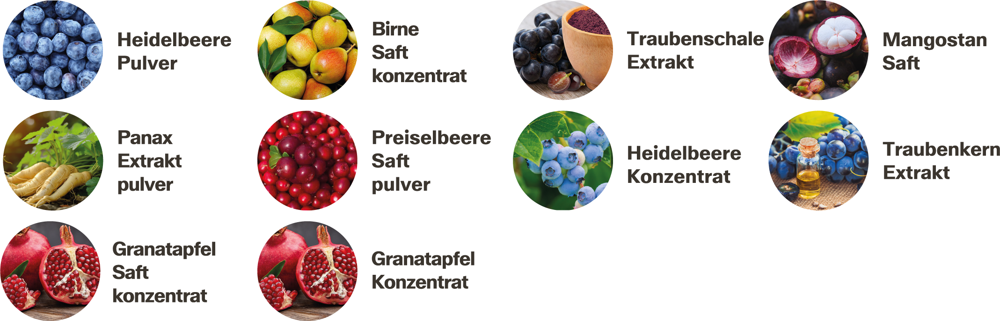 Heidelbeere
Pulver
Birne
Saft
konzentrat
Traubenschale
Extrakt
Mangostan
Saft
Panax
Extrakt
pulver
Preiselbeere
Saft
pulver
Heidelbeere
Konzentrat
Traubenkern
Extrakt
Granatapfel
Saft
konzentrat
Granatapfel
Konzentrat